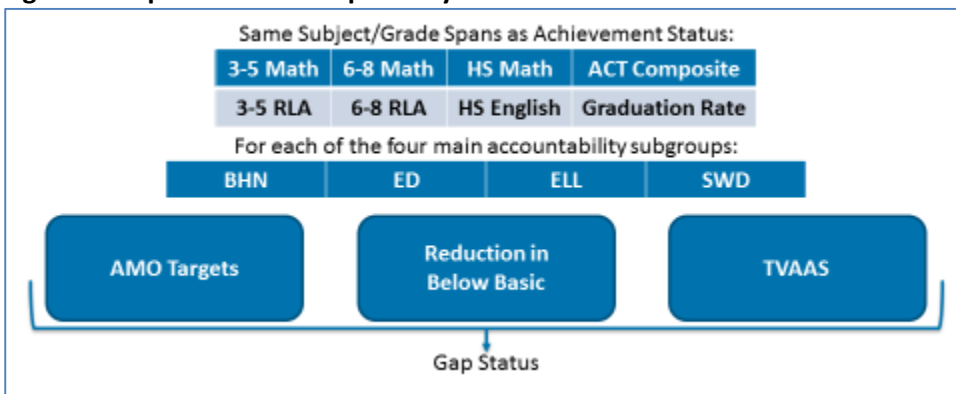 Same Subject/Grade Spans as Achievement Status:
3-5 Math 6-8 Math HS Math ACT Composite
3-5 RLA 6-8 RLA HS English Graduation Rate
For each of the four main accountability subgroups:
BHN ED ELL SWD
AMO Targets
Reduction in
Below Basic
TVAAS
Gap Status